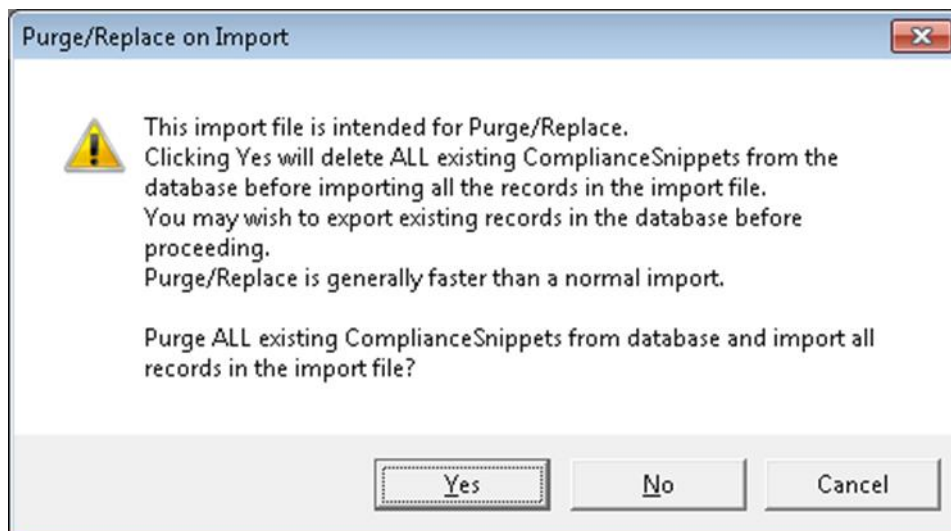 Purge/Replace on Import
This import file is intended for Purge/Replace.
Clicking Yes will delete ALL existing ComplianceSnippets from the
database before importing all the records in the import file.
You may wish to export existing records in the database before
proceeding.
Purge/Replace is generally faster than a normal import.
Purge ALL existing ComplianceSnippets from database and import all
records in the import file?
Yes No Cancel